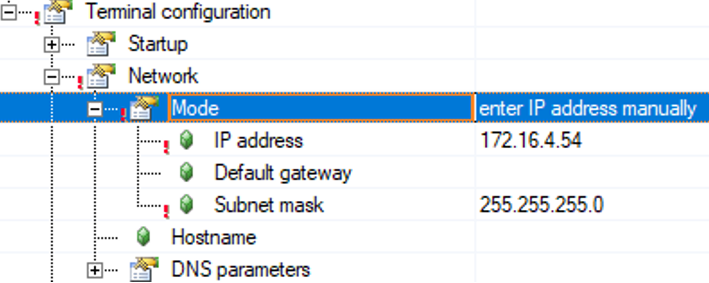 Terminal configuration
Startup
Network
Mode enter IP address manually
IP address 172.16.4.54
Default gateway
Subnet mask 255.255.255.0
Hostname
DNS parameters